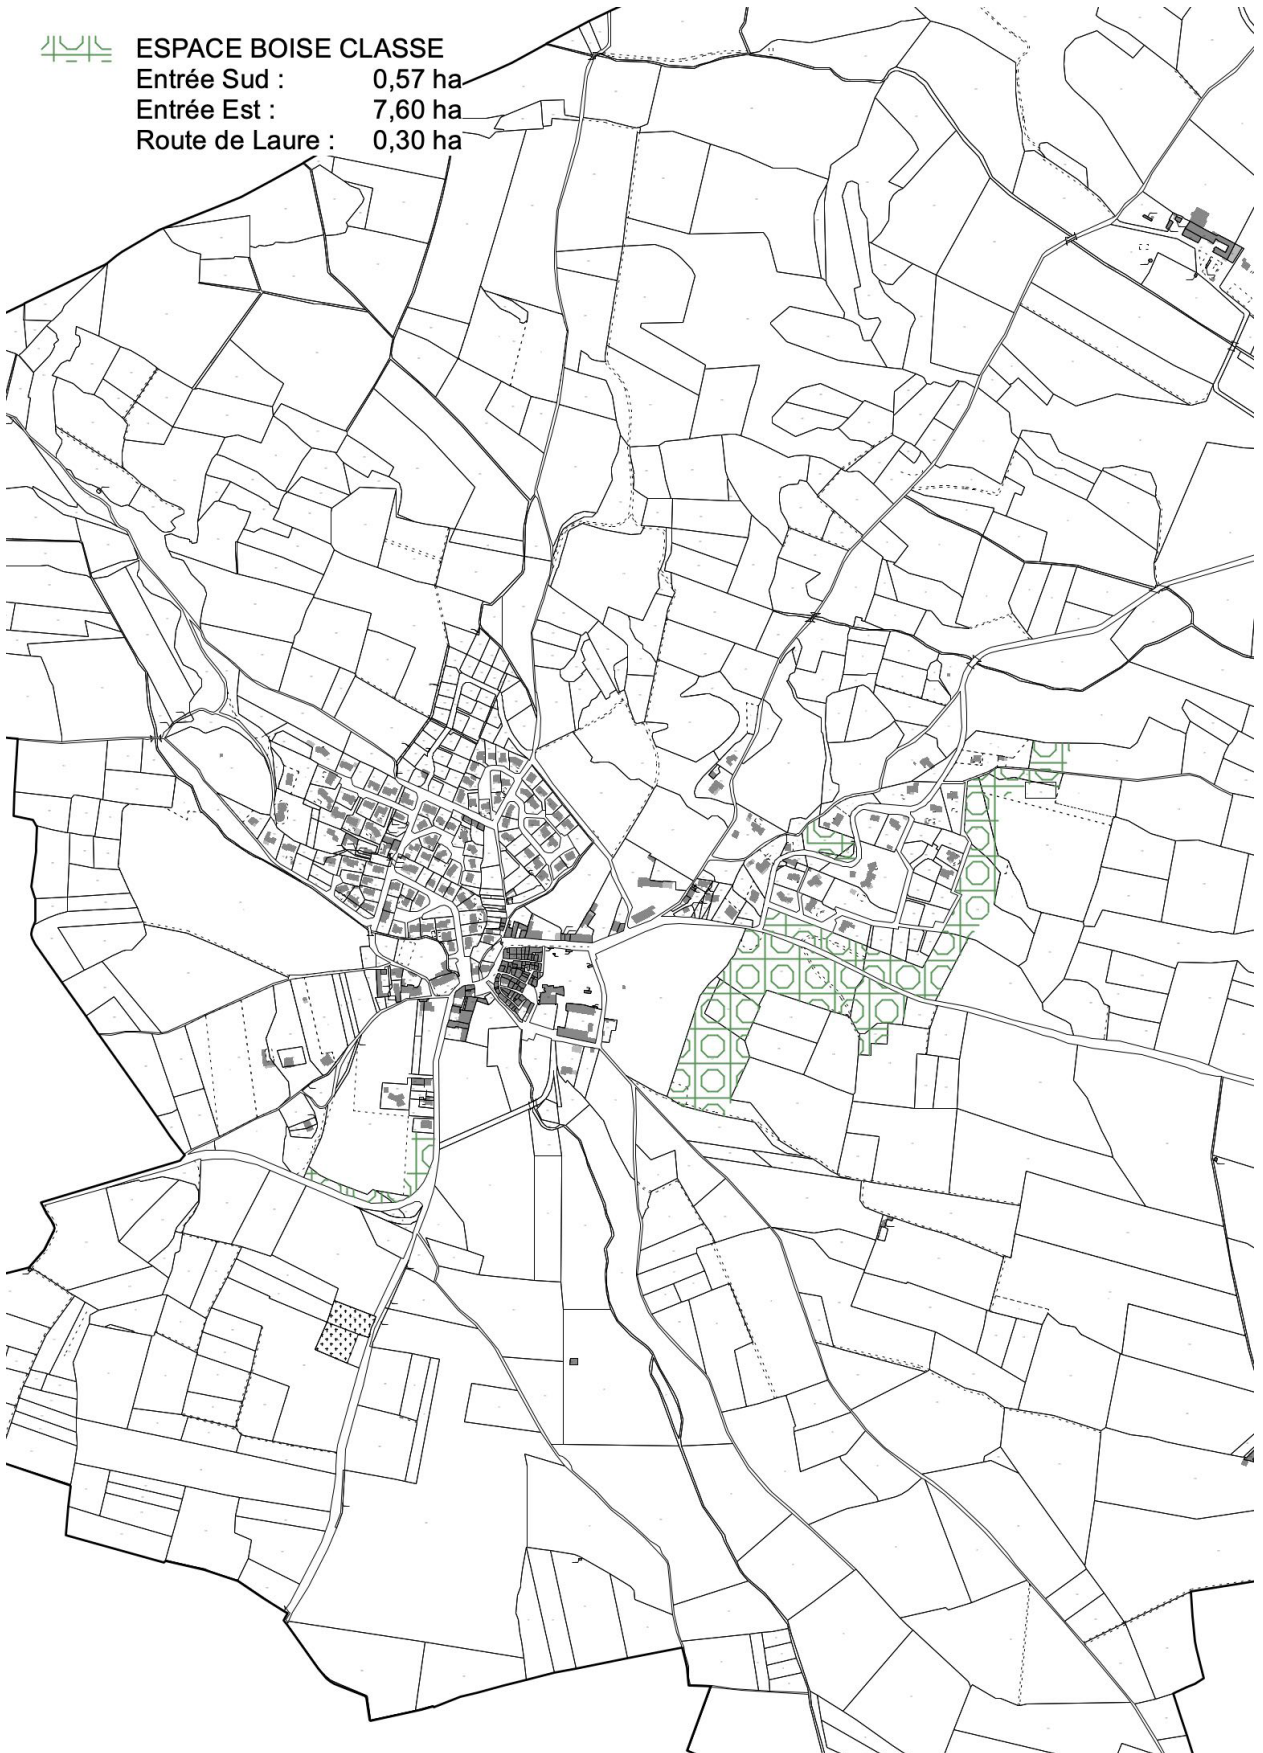 ESPACE BOISE CLASSE
Entrée Sud : 0,57 ha
Entrée Est : 7,60 ha
Route de Laure : 0,30 ha